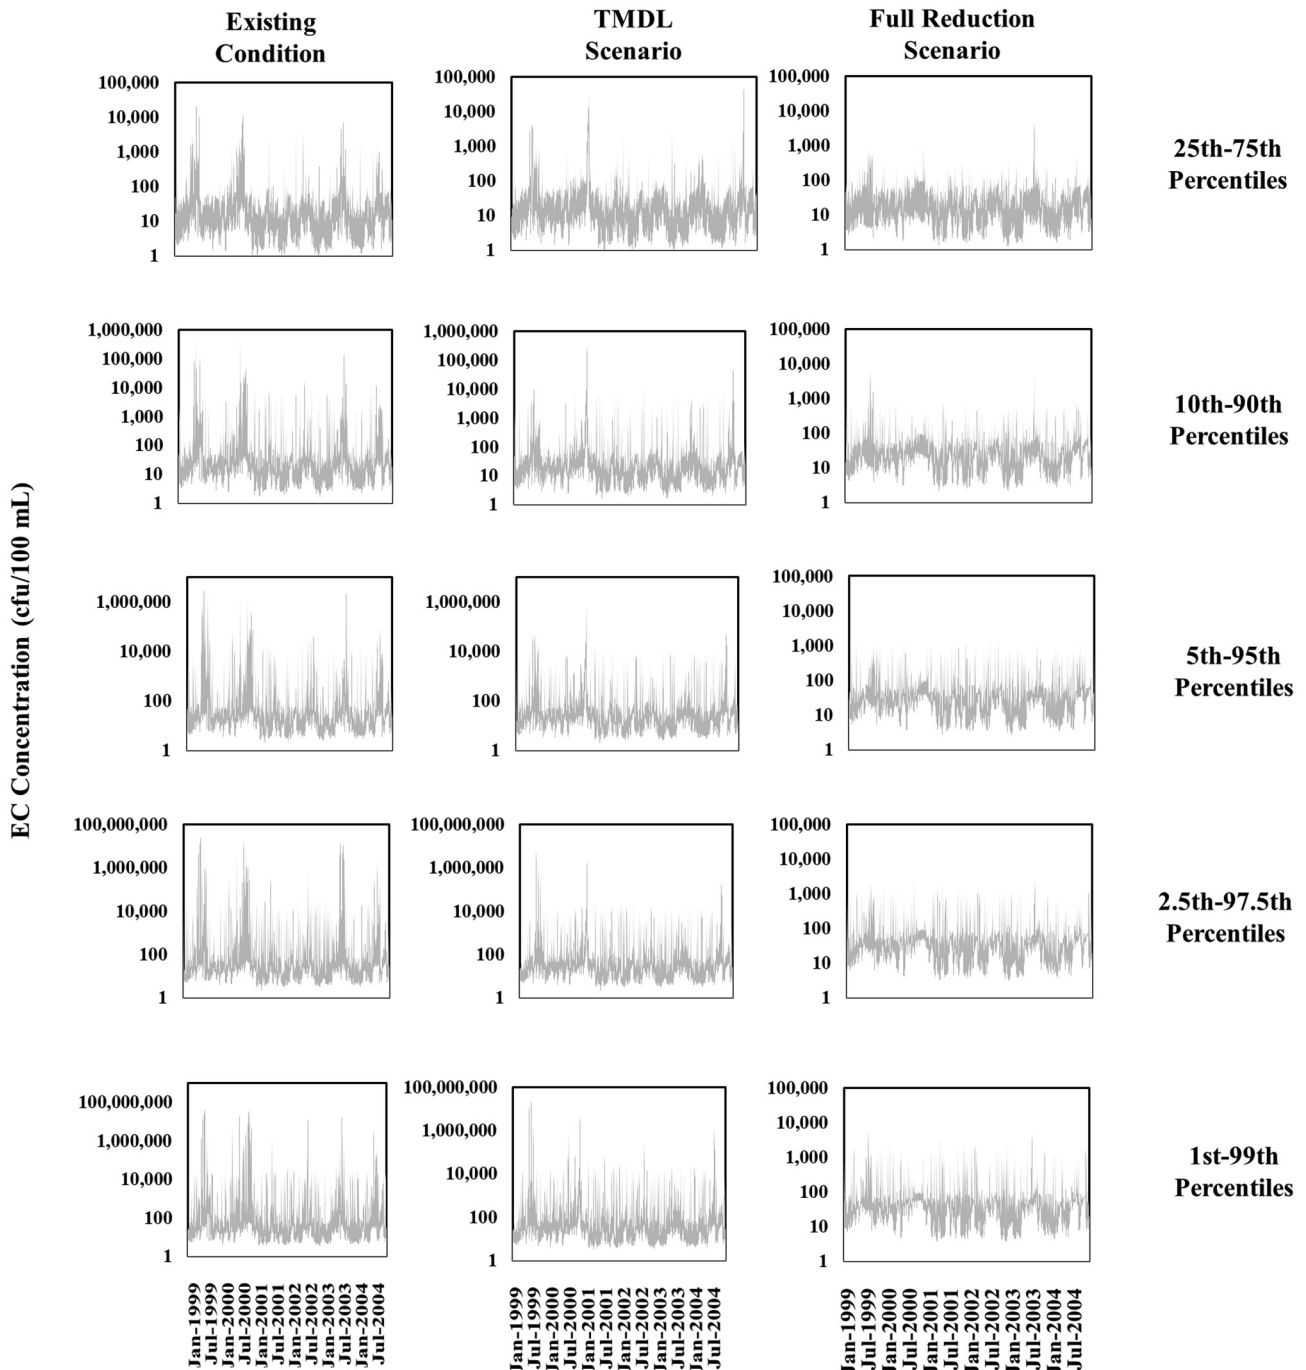 Existing
Condition
TMDL
Scenario
Full Reduction
Scenario
EC Concentration (cfu/100 mL)
100,000
10,000
1,000
100
10
1
100,000
10,000
1,000
100
10
1
100,000
10,000
1,000
100
10
1
25th-75th
Percentiles
1,000,000
100,000
10,000
1,000
100
10
1
1,000,000
100,000
10,000
1,000
100
10
1
100,000
10,000
1,000
100
10
1
10th-90th
Percentiles
1,000,000
10,000
100
1
1,000,000
10,000
100
1
100,000
10,000
1,000
100
10
1
5th-95th
Percentiles
100,000,000
1,000,000
10,000
100
1
100,000,000
1,000,000
10,000
100
1
100,000
10,000
1,000
100
10
1
2.5th-97.5th
Percentiles
100,000,000
1,000,000
10,000
100
1
100,000,000
1,000,000
10,000
100
1
100,000
10,000
1,000
100
10
1
1st-99th
Percentiles
Jan-1999
Jul-1999
Jan-2000
Jul-2000
Jan-2001
Jul-2001
Jan-2002
Jul-2002
Jan-2003
Jul-2003
Jan-2004
Jul-2004
Jan-1999
Jul-1999
Jan-2000
Jul-2000
Jan-2001
Jul-2001
Jan-2002
Jul-2002
Jan-2003
Jul-2003
Jan-2004
Jul-2004
Jan-1999
Jul-1999
Jan-2000
Jul-2000
Jan-2001
Jul-2001
Jan-2002
Jul-2002
Jan-2003
Jul-2003
Jan-2004
Jul-2004